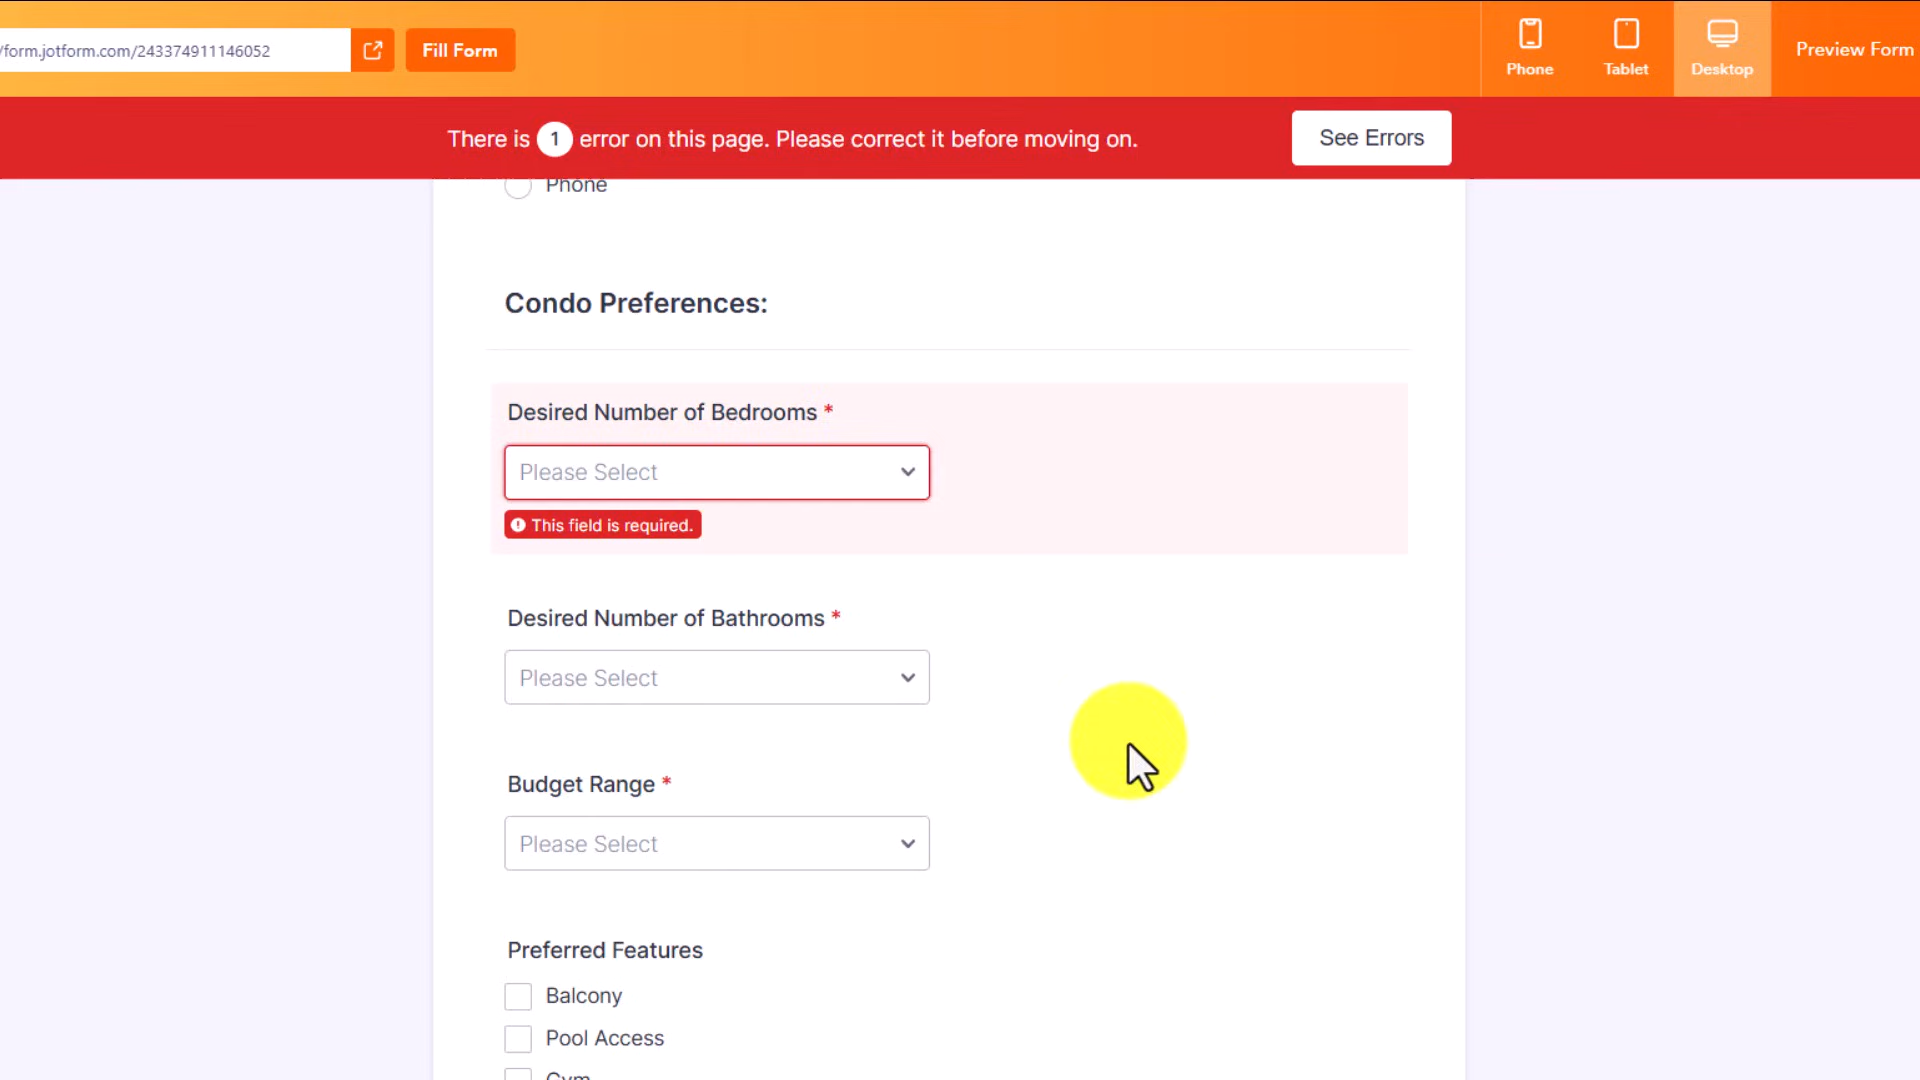 /form.jotform.com/243374911146052
Fill Form
Phone
Tablet
Desktop
Preview Form
There is 1 error on this page. Please correct it before moving on.
See Errors
Phone
Condo Preferences:
Desired Number of Bedrooms *
Please Select
This field is required.
Desired Number of Bathrooms *
Please Select
Budget Range *
Please Select
Preferred Features
Balcony
Pool Access
Gym